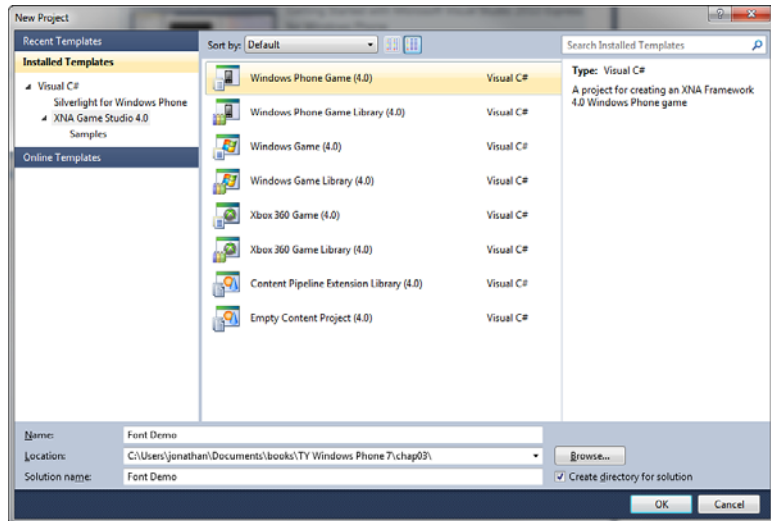 New Project
Recent Templates
Installed Templates
Visual C#
Silverlight for Windows Phone
XNA Game Studio 4.0
Samples
Online Templates
Sort by: Default
Windows Phone Game (4.0) Visual C#
Windows Phone Game Library (4.0) Visual C#
Windows Game (4.0) Visual C#
Windows Game Library (4.0) Visual C#
Xbox 360 Game (4.0) Visual C#
Xbox 360 Game Library (4.0) Visual C#
Content Pipeline Extension Library (4.0) Visual C#
Empty Content Project (4.0) Visual C#
Search Installed Templates
Type: Visual C#
A project for creating an XNA Framework
4.0 Windows Phone game
Name: Font Demo
Location: C:\Users\jonathan\Documents\books\TY Windows Phone 7\chap03\
Browse...
Solution name: Font Demo
Create directory for solution
OK Cancel